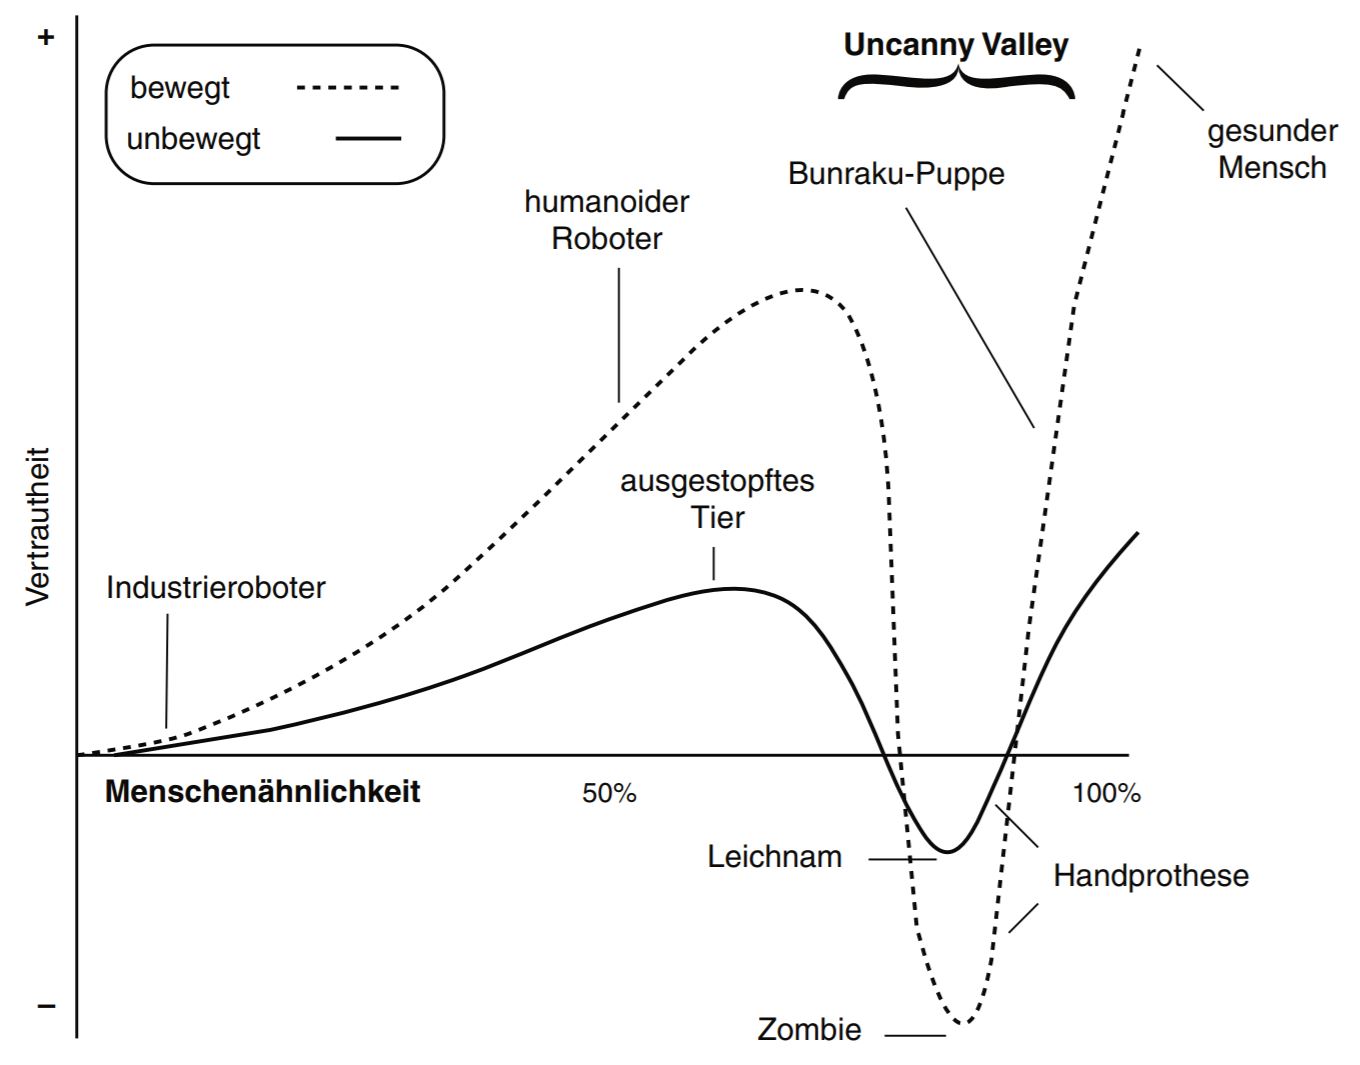 +
Uncanny Valley
bewegt
unbewegt
gesunder
Mensch
Bunraku-Puppe
humanoider
Roboter
Vertrautheit
ausgestopftes
Tier
Industrieroboter
Menschenähnlichkeit
50%
100%
Leichnam
Handprothese
–
Zombie